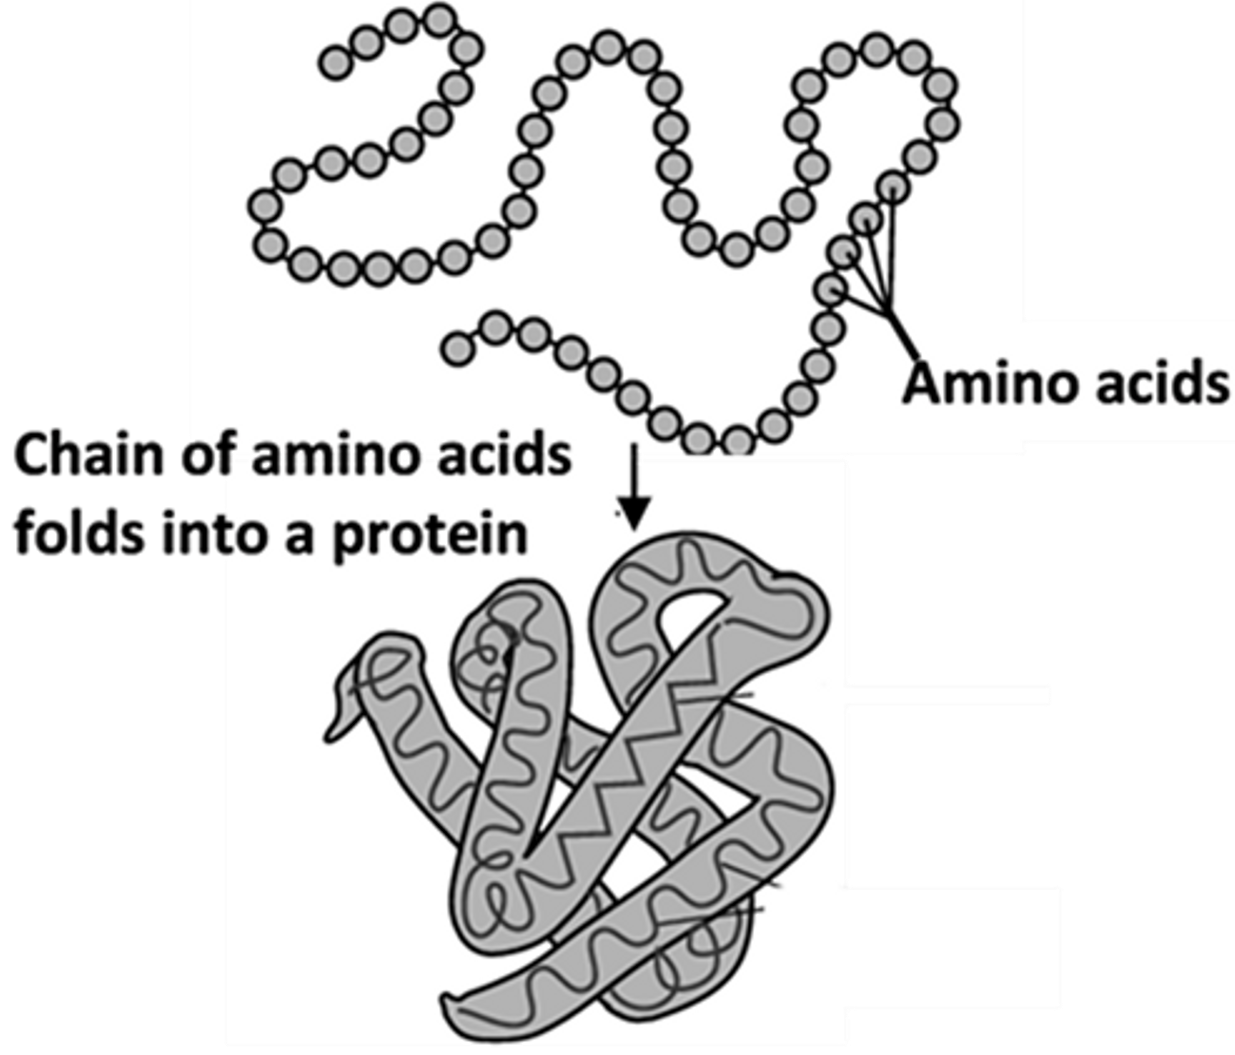 Amino acids
Chain of amino acids
folds into a protein